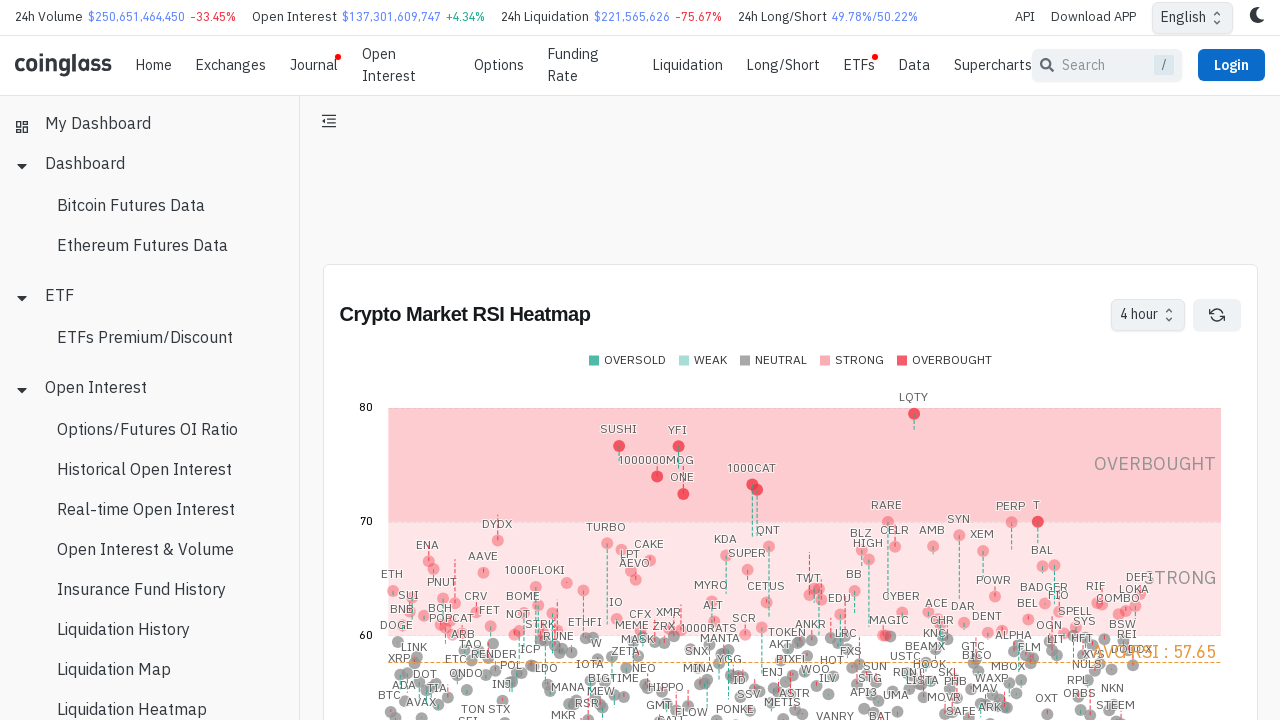 24h Volume $250,651,464,450 -33.45% Open Interest $137,301,609,747 +4.34% 24h Liquidation $221,565,626 -75.67% 24h Long/Short 49.78%/50.22% API Download APP English
coinglass Home Exchanges Journal Open Interest Options Funding Rate Liquidation Long/Short ETFs Data Supercharts Search / Login
My Dashboard
Dashboard
Bitcoin Futures Data
Ethereum Futures Data
ETF
ETFs Premium/Discount
Open Interest
Options/Futures OI Ratio
Historical Open Interest
Real-time Open Interest
Open Interest & Volume
Insurance Fund History
Liquidation History
Liquidation Map
Liquidation Heatmap
Crypto Market RSI Heatmap 4 hour
OVERSOLD WEAK NEUTRAL STRONG OVERBOUGHT
80
LQTY
SUSHI YFI
1000000MOG OVERBOUGHT
1000CAT
ONE
RARE PERP T
70
DYDX TURBO ONT BLZ CELR AMB SYN XEM
ENA CAKE KDA HIGH
AAVE LPT SUPER BAL
AEVO
ETH 1000FLOKI TWT BB POWR STRONG
PNUT MYRO CETUS BADGER RIF DEFI
SUI CRV BOME EDU CYBER FIO LOKA
BNB BCH FET IO ALT ACE DAR BEL COMBO
POPCAT NOT CFX XMR SCR MAGIC CHR DENT SPELL
DOGE STRK ETHFI MEME ZRX 1000RATS ANKR OGN SYS BSW
60
ARB RUNE MASK MANTA TOKEN LRC KNC ALPHA LIT HFT REI
LINK TAO ICP W ZETA SNX AKT FXS BEAMX GTC FLM AVG RSI : 57.65
XRP ETC RENDER POL IOTA YGG PIXEL HOT USTC BICO XVS
DOT ONDO LDO NEO MINA ENJ WOO SUN HOOK MBOX NULS
ADA TIA INJ MANA BIGTIME HIPPO ID ILV STG RDNT SKL WAXP RPL
BTC MEW SSV ASTR API3 UMA LISTA PHB MAV ORBS NKN
AVAX TON STX RSR GMT METIS MOVR ARK OXT STEEM
MKR FLOW PONKE VANRY BAT SAFE